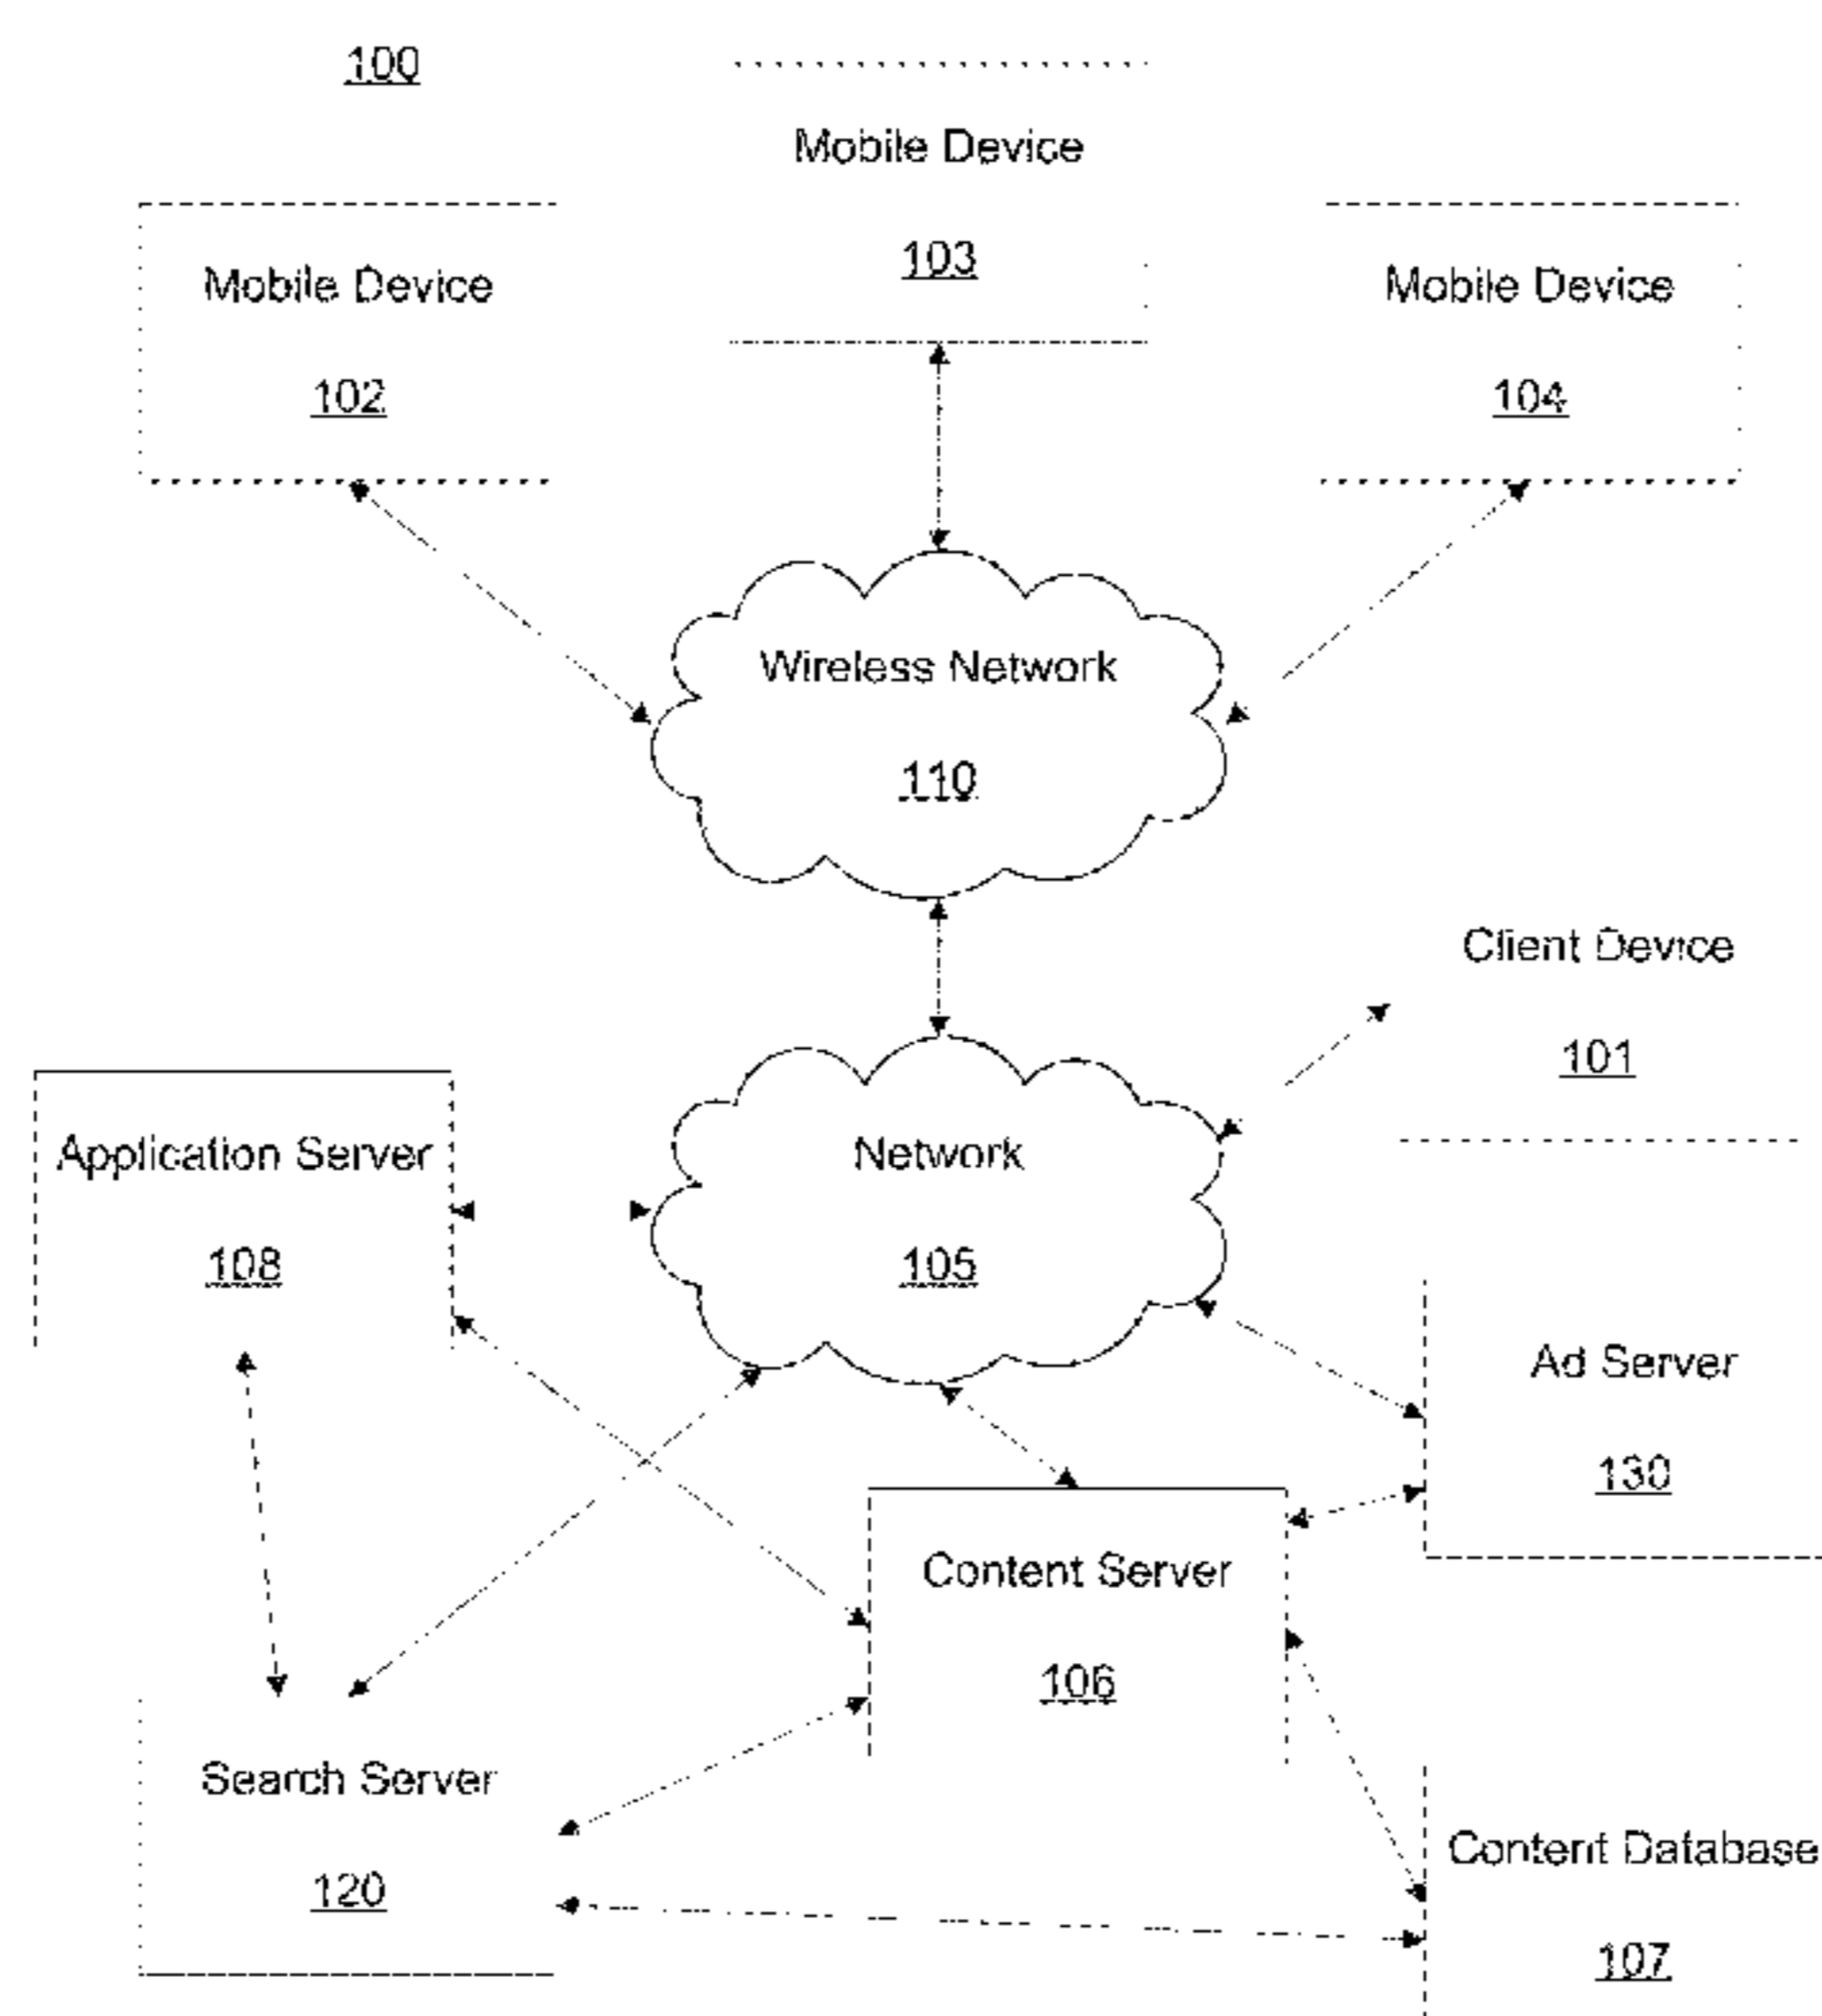 100
Mobile Device
103
Mobile Device
102
Mobile Device
104
Wireless Network
110
Client Device
101
Application Server
108
Network
105
Ad Server
130
Content Server
106
Search Server
120
Content Database
107